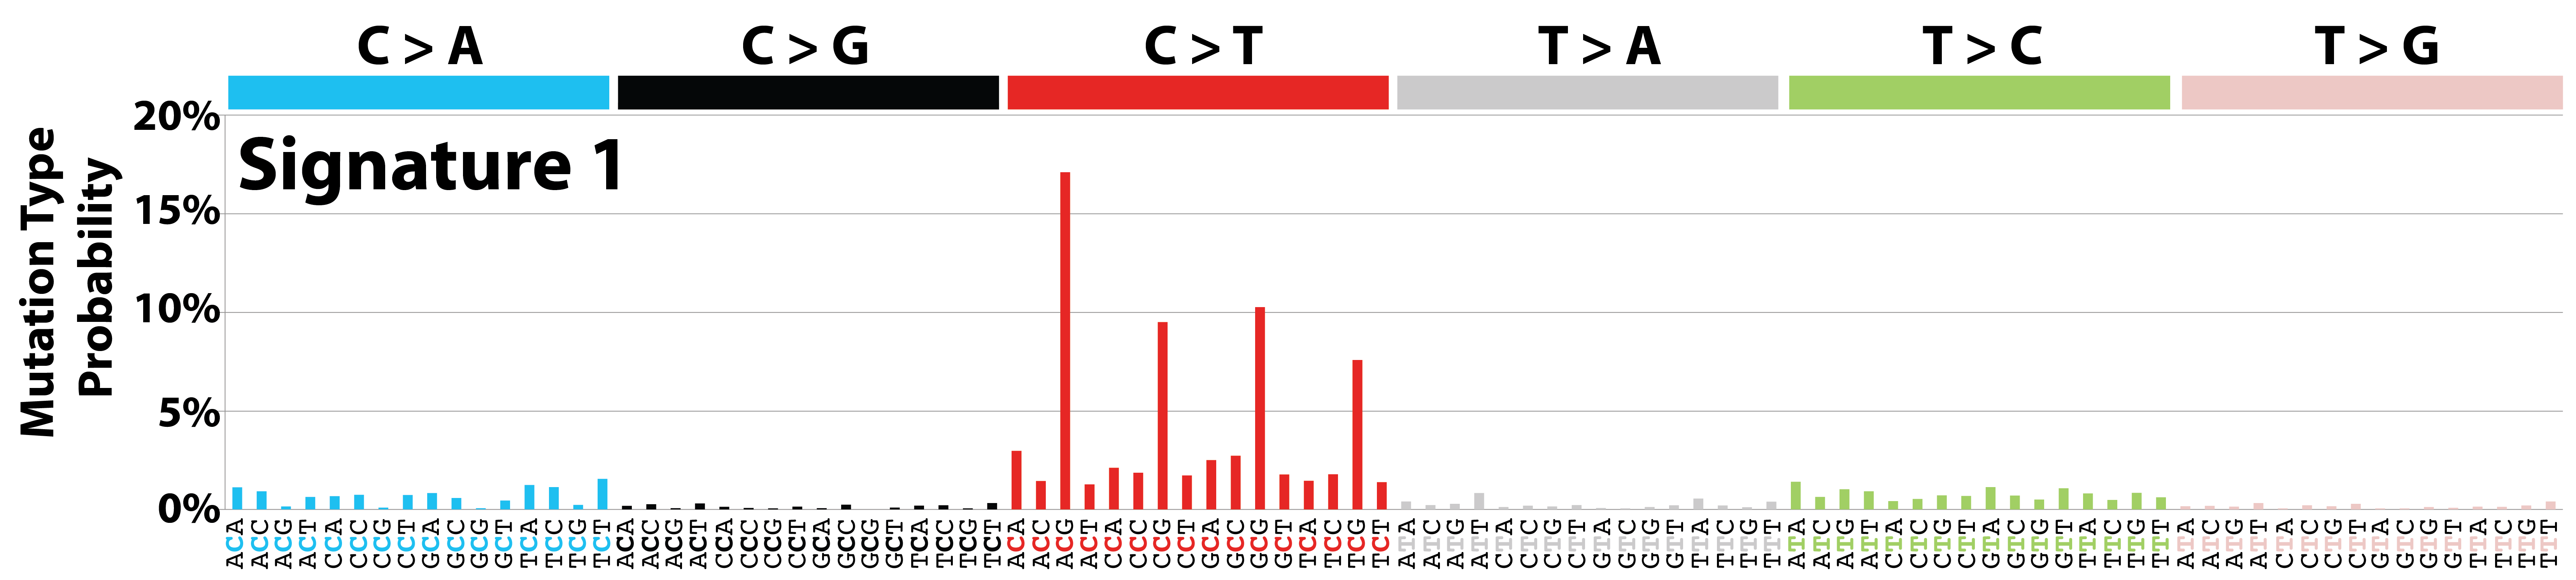 C > A C > G C > T T > A T > C T > G
20%
Signature 1
15%
10%
5%
0%
Mutation Type
Probability
ACA ACC ACG ACT CCA CCC CCG CCT GCA GCC GCG GCT TCA TCC TCG TCT ACA ACC ACG ACT CCA CCC CCG CCT GCA GCC GCG GCT TCA TCC TCG TCT ACA ACC ACG ACT CCA CCC CCG CCT GCA GCC GCG GCT TCA TCC TCG TCT ATA ATC ATG ATT CTA CTC CTG CTT GTA GTC GTG GTT TTA TTC TTG TTT ATA ATC ATG ATT CTA CTC CTG CTT GTA GTC GTG GTT TTA TTC TTG TTT ATA ATC ATG ATT CTA CTC CTG CTT GTA GTC GTG GTT TTA TTC TTG TTT